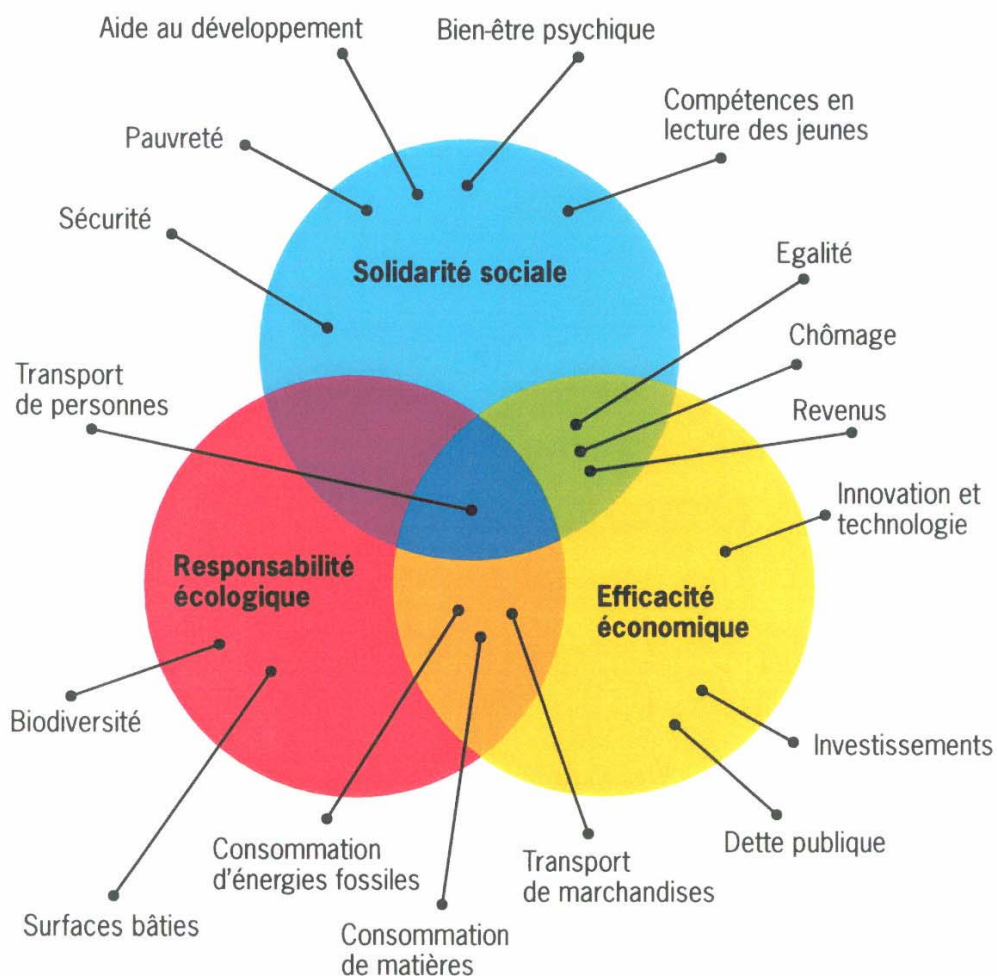 Aide au développement
Bien-être psychique
Compétences en
lecture des jeunes
Pauvreté
Sécurité
Solidarité sociale
Egalité
Chômage
Transport
de personnes
Revenus
Innovation et
technologie
Responsabilité
écologique
Efficacité
économique
Biodiversité
Investissements
Dette publique
Consommation
d'énergies fossiles
Transport
de marchandises
Surfaces bâties
Consommation
de matières